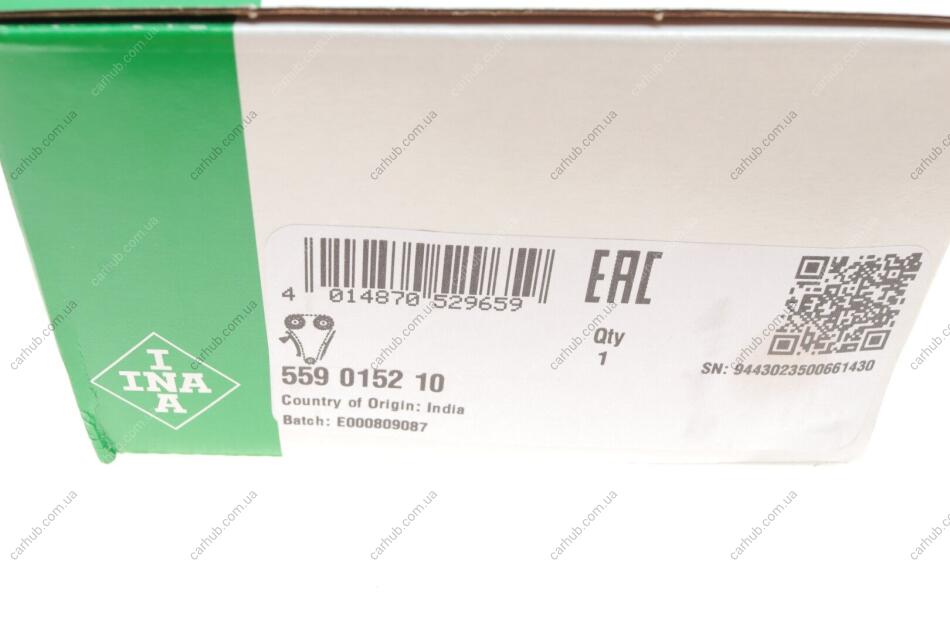 4 014870 529659
EAC
Qty
1
SN: 9443023500661430
559 0152 10
Country of Origin: India
Batch: E000809087
I
INA
A
carhub.com.ua